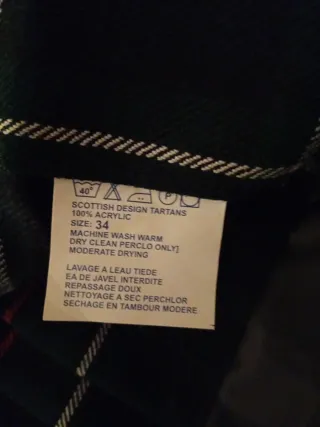 40°
P
SCOTTISH DESIGN TARTANS
100% ACRYLIC
SIZE: 34
MACHINE WASH WARM
DRY CLEAN PERCLO ONLY]
MODERATE DRYING
LAVAGE A LEAU TIEDE
EA DE JAVEL INTERDITE
REPASSAGE DOUX
NETTOYAGE A SEC PERCHLOR
SECHAGE EN TAMBOUR MODERE